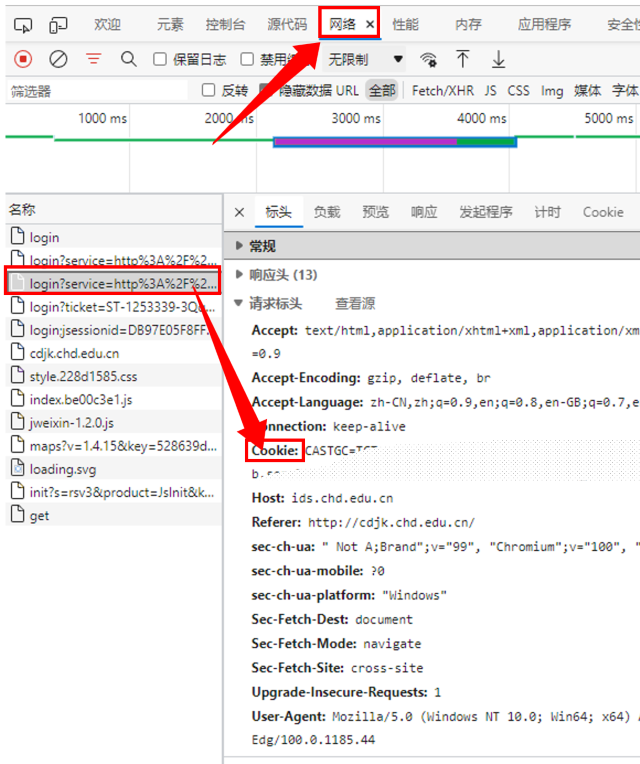 欢迎 元素 控制台 源代码 网络 × 性能 内存 应用程序 安全
保留日志 禁用 无限制
筛选器 反转 隐藏数据 URL 全部 Fetch/XHR JS CSS Img 媒体 字体
1000 ms 2000 ms 3000 ms 4000 ms 5000 ms
名称
login
login?service=http%3A%2F%2...
login?service=http%3A%2F%2...
login?ticket=ST-1253339-3Qu...
login;jsessionid=DB97E05F8FF...
cdjk.chd.edu.cn
style.228d1585.css
index.be00c3e1.js
jweixin-1.2.0.js
maps?v=1.4.15&key=528639d...
loading.svg
init?s=rsv3&product=JsInit&k...
get
× 标头 负载 预览 响应 发起程序 计时 Cookie
常规
响应头 (13)
请求标头 查看源
Accept: text/html,application/xhtml+xml,application/xm
=0.9
Accept-Encoding: gzip, deflate, br
Accept-Language: zh-CN,zh;q=0.9,en;q=0.8,en-GB;q=0.7,e
onnection: keep-alive
Cookie: CASTGC=TGT
Host: ids.chd.edu.cn
Referer: http://cdjk.chd.edu.cn/
sec-ch-ua: " Not A;Brand";v="99", "Chromium";v="100", "
sec-ch-ua-mobile: ?0
sec-ch-ua-platform: "Windows"
Sec-Fetch-Dest: document
Sec-Fetch-Mode: navigate
Sec-Fetch-Site: cross-site
Upgrade-Insecure-Requests: 1
User-Agent: Mozilla/5.0 (Windows NT 10.0; Win64; x64)
Edg/100.0.1185.44